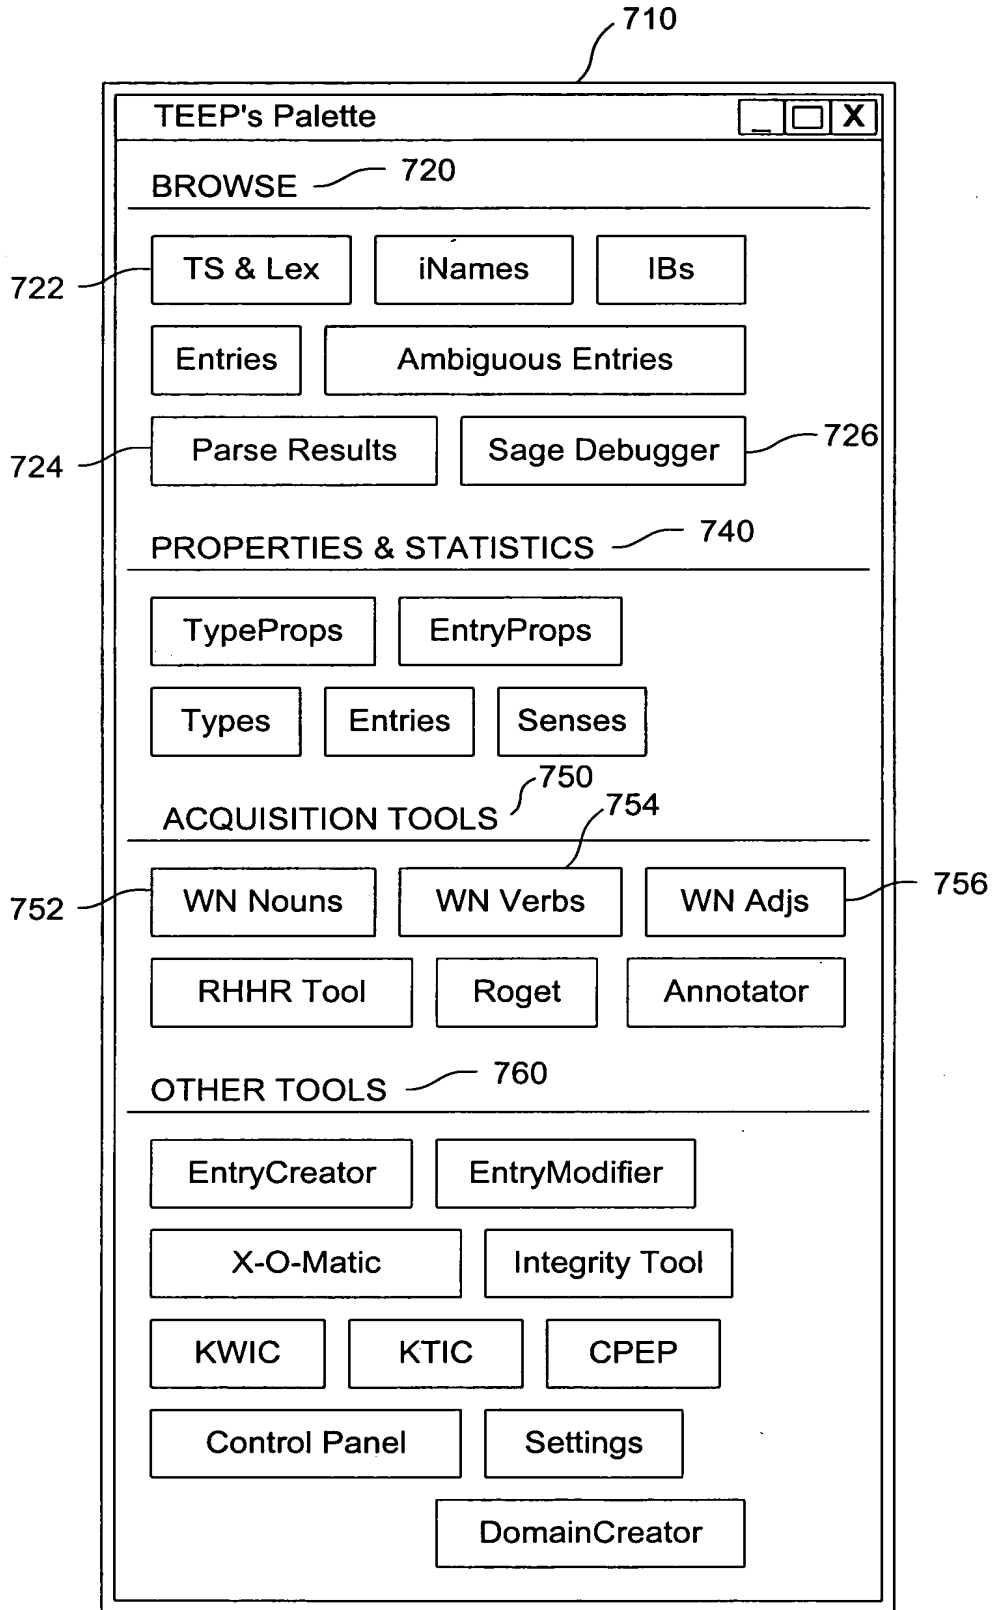 710
TEEP's Palette _ X
BROWSE 720
722 TS & Lex iNames IBs
Entries Ambiguous Entries
724 Parse Results Sage Debugger 726
PROPERTIES & STATISTICS 740
TypeProps EntryProps
Types Entries Senses
750
ACQUISITION TOOLS 754
752 WN Nouns WN Verbs WN Adjs 756
RHHR Tool Roget Annotator
OTHER TOOLS 760
EntryCreator EntryModifier
X-O-Matic Integrity Tool
KWIC KTIC CPEP
Control Panel Settings
DomainCreator